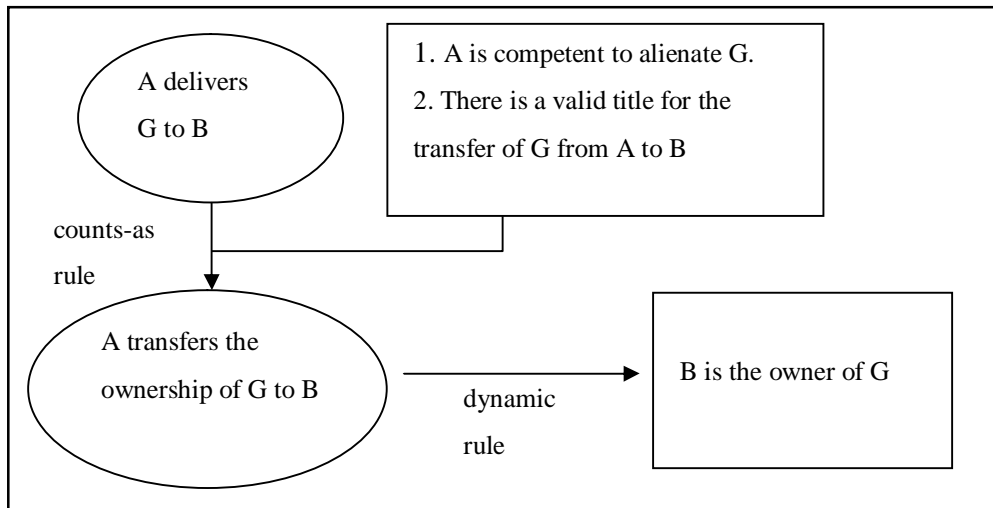 A delivers
G to B
1. A is competent to alienate G.
2. There is a valid title for the
transfer of G from A to B
counts-as
rule
A transfers the
ownership of G to B
dynamic
rule
B is the owner of G